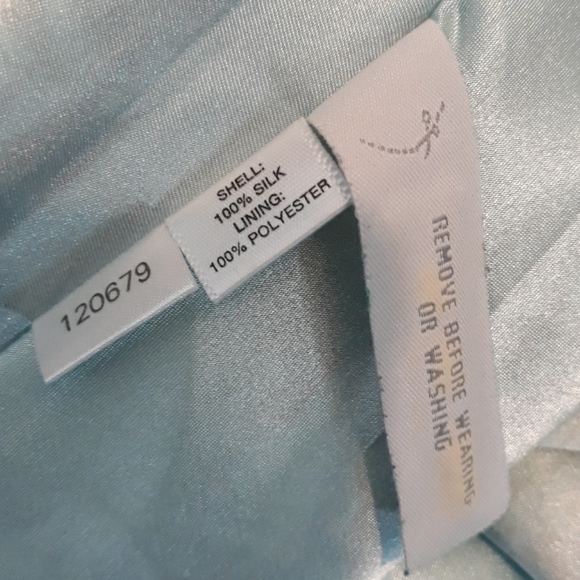 SHELL:
100% SILK
LINING:
100% POLYESTER
120679
REMOVE BEFORE WEARING
OR WASHING